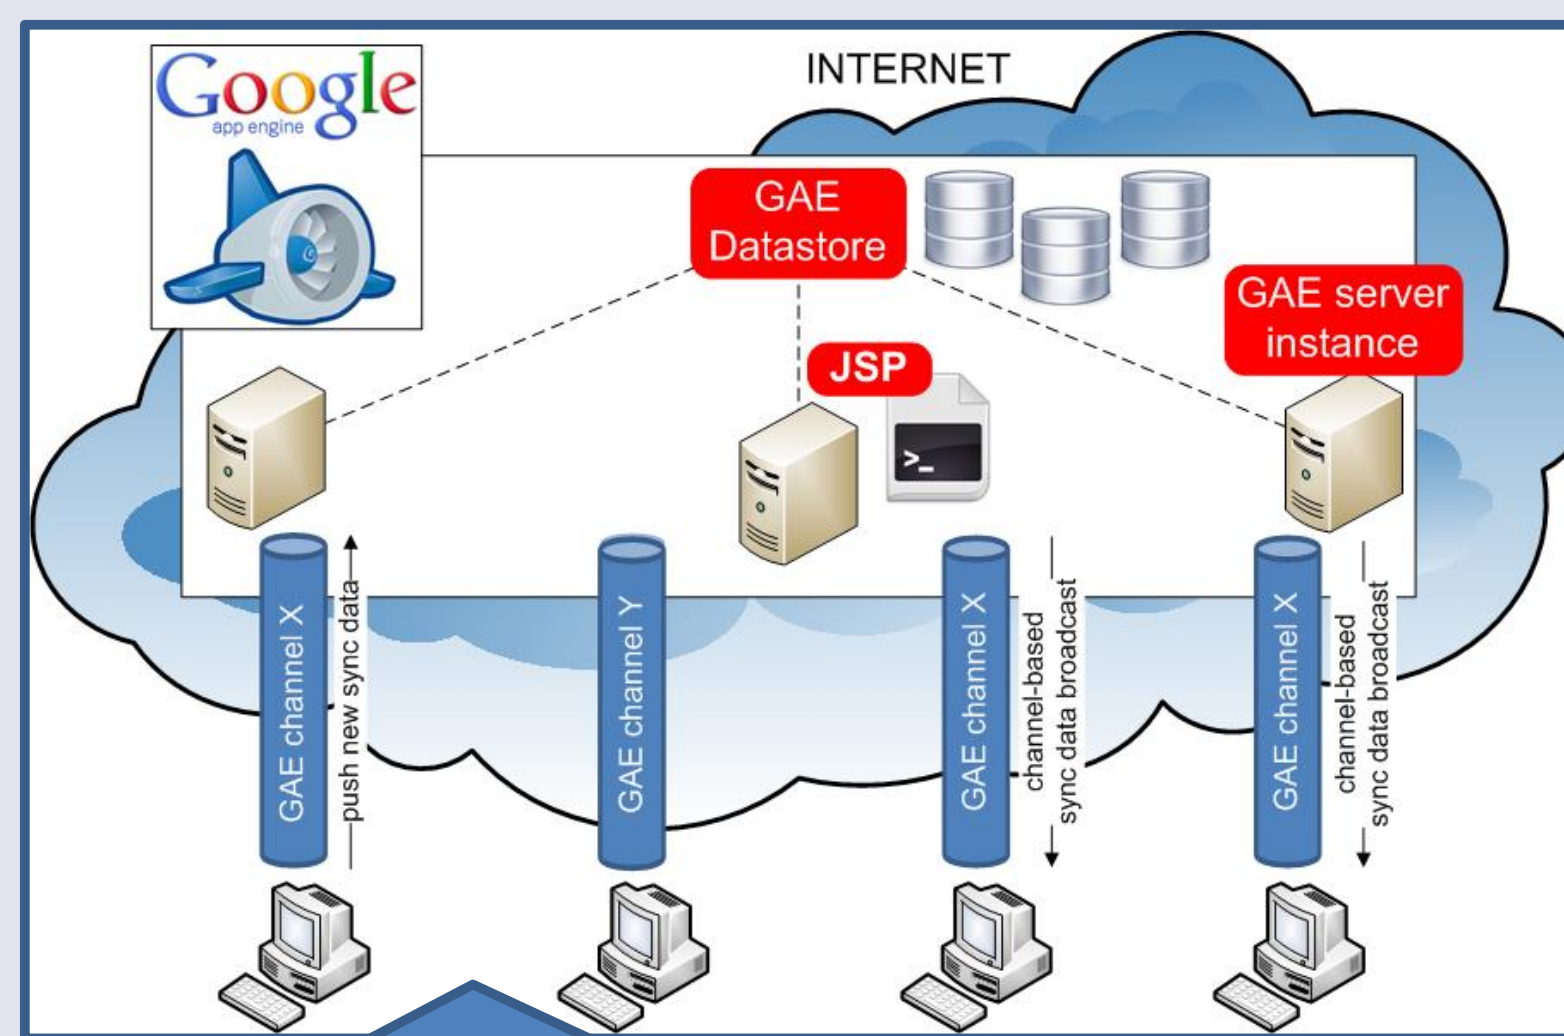 Google
app engine
INTERNET
GAE
Datastore
GAE server
instance
JSP
>_
GAE channel X
push new sync data
GAE channel Y
GAE channel X
channel-based
sync data broadcast
GAE channel X
channel-based
sync data broadcast